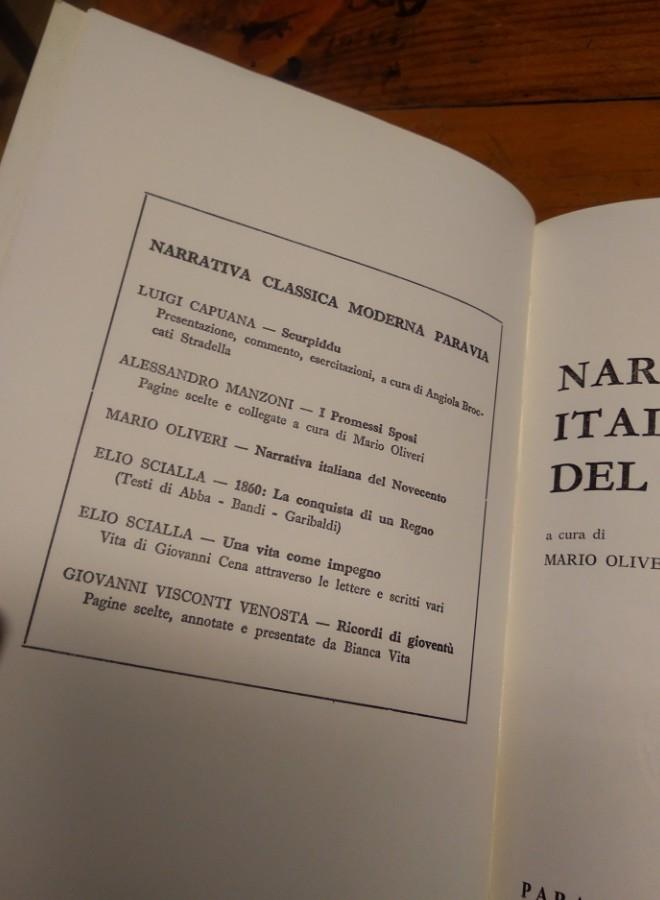 NARRATIVA CLASSICA MODERNA PARAVIA
LUIGI CAPUANA — Scurpiddu
Presentazione, commento, esercitazioni, a cura di Angiola Broc-
cati Stradella
ALESSANDRO MANZONI — I Promessi Sposi
Pagine scelte e collegate a cura di Mario Oliveri
MARIO OLIVERI — Narrativa italiana del Novecento
ELIO SCIALLA — 1860: La conquista di un Regno
(Testi di Abba - Bandi - Garibaldi)
ELIO SCIALLA — Una vita come impegno
Vita di Giovanni Cena attraverso le lettere e scritti vari
GIOVANNI VISCONTI VENOSTA — Ricordi di gioventù
Pagine scelte, annotate e presentate da Bianca Vita
NAR
ITAL
DEL
a cura di
MARIO OLIVE
PARA